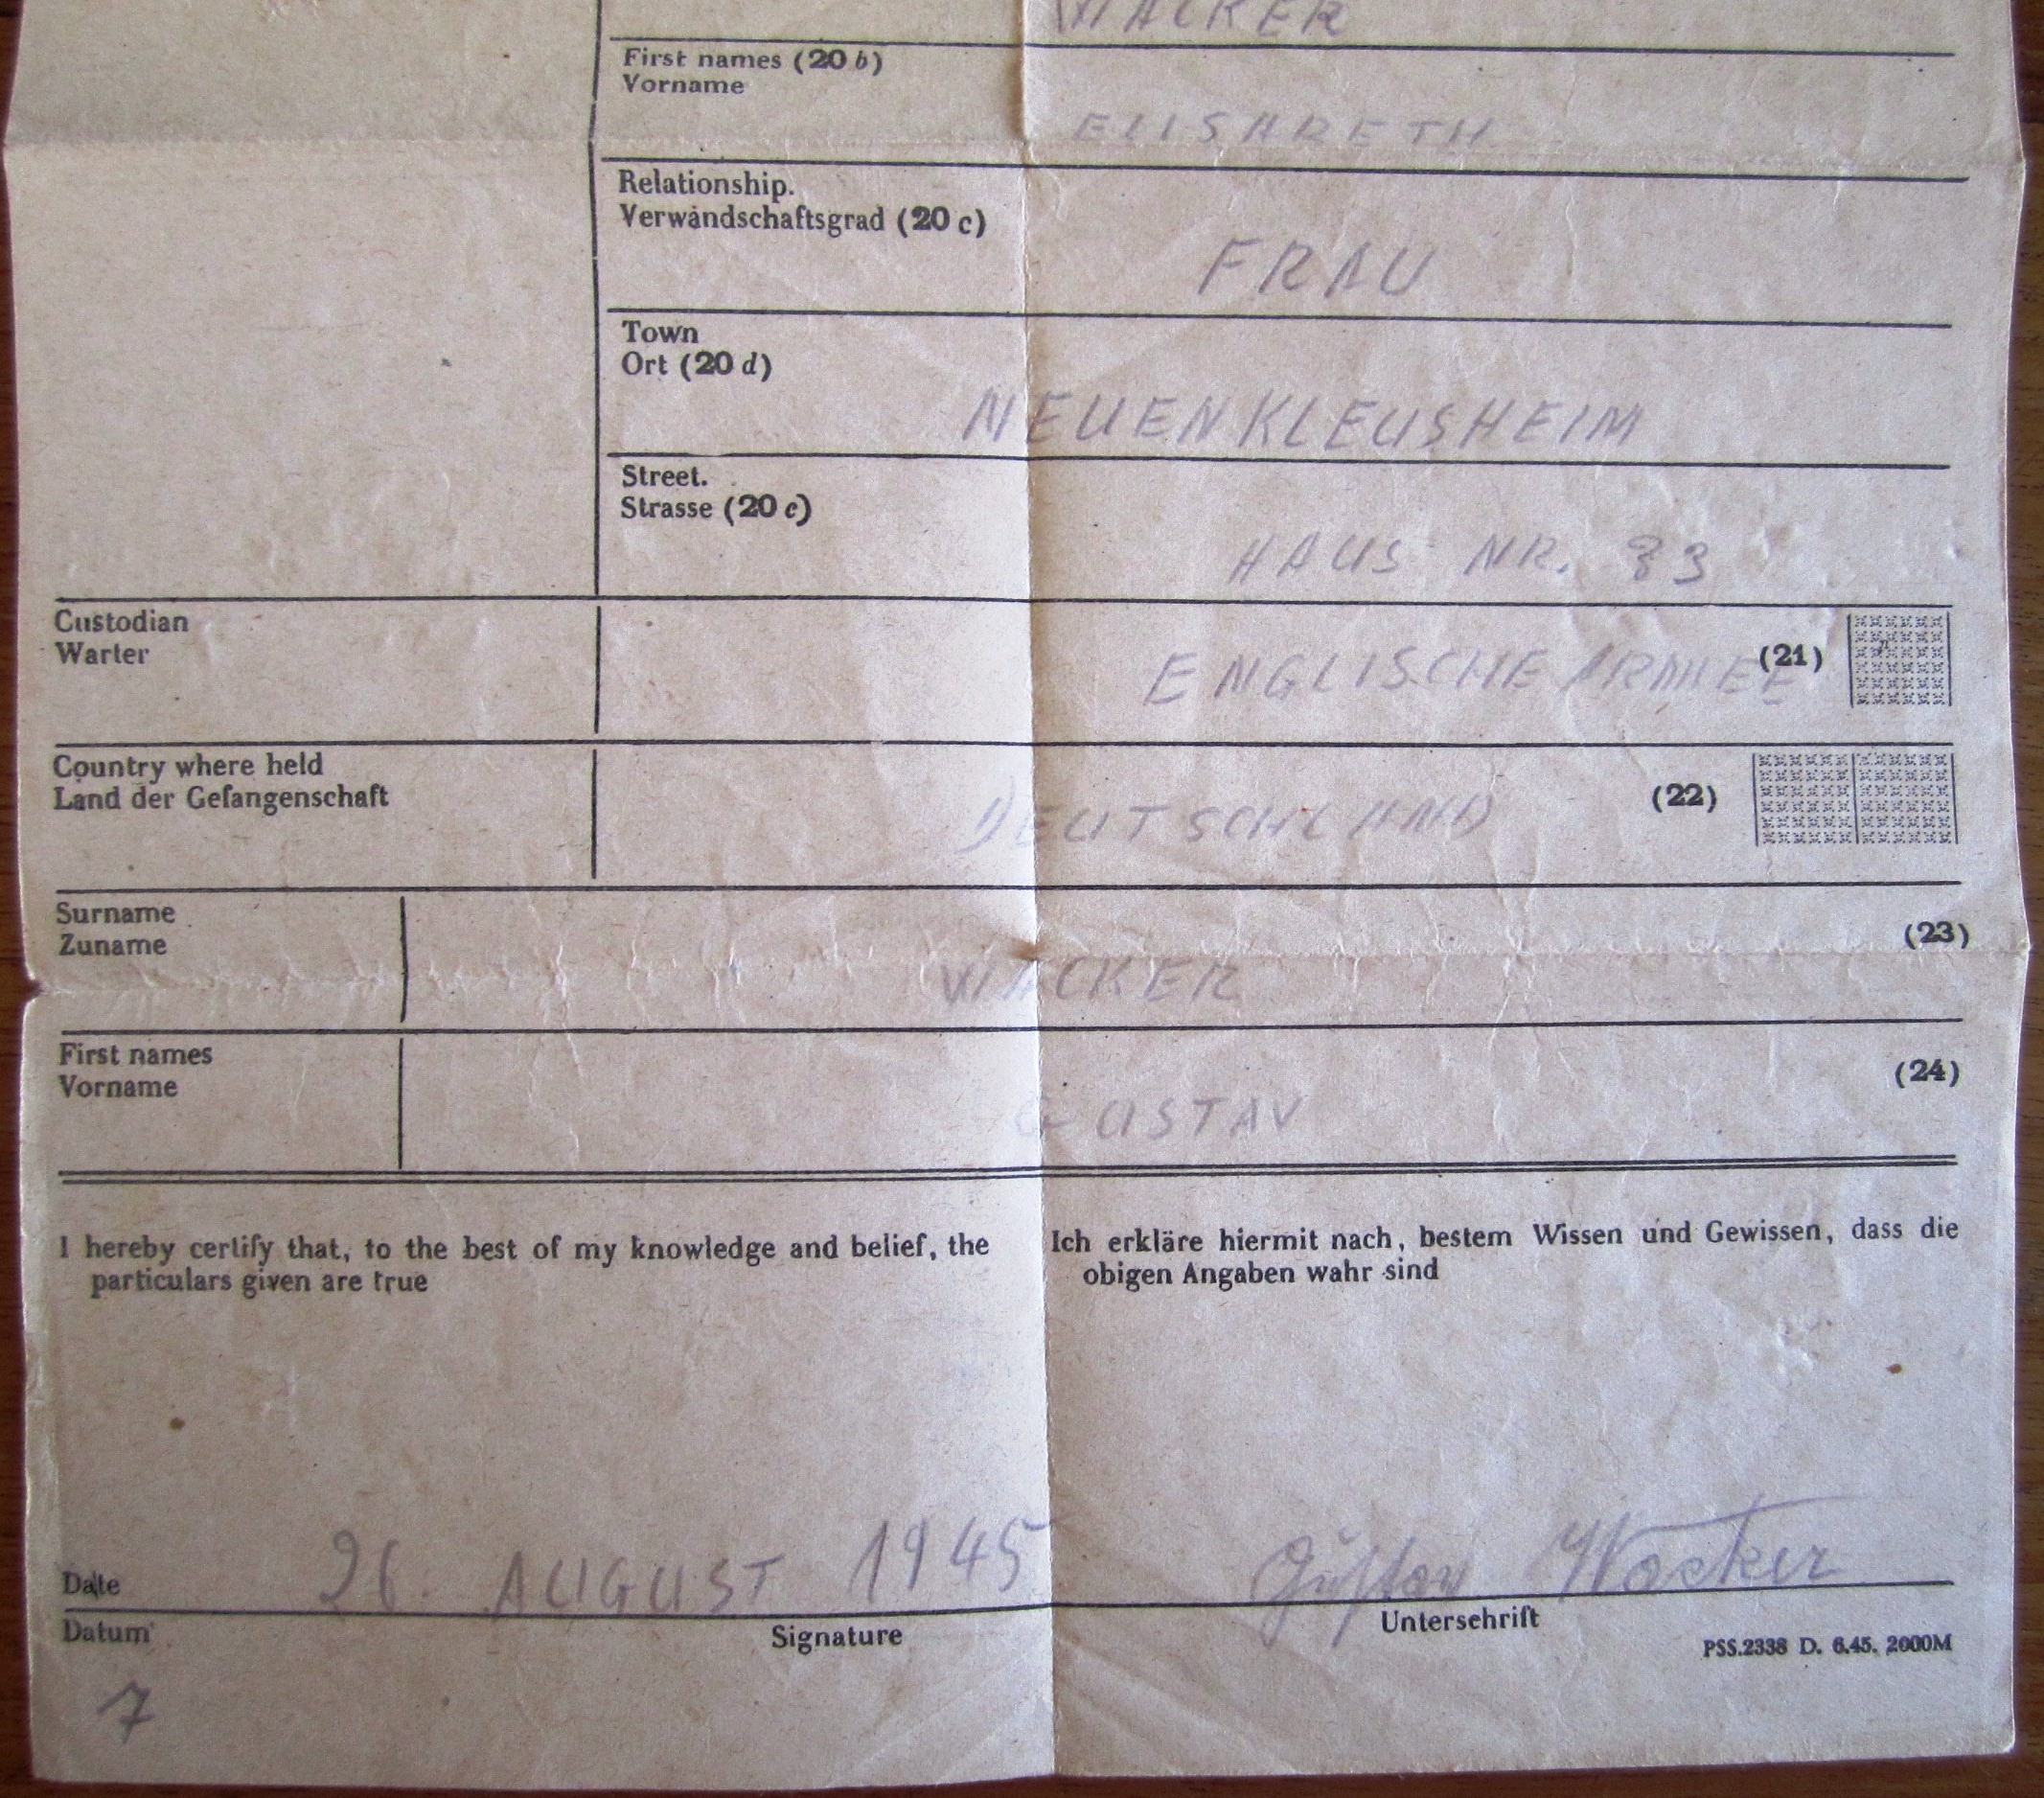 WACKER
First names (20 b)
Vorname
ELISABETH
Relationship.
Verwandschaftsgrad (20 c)
FRAU
Town
Ort (20 d)
NEUENKLEUSHEIM
Street.
Strasse (20 e)
HAUS NR. 83
Custodian
Warter
ENGLISCHE ARMEE (21)
Country where held
Land der Gefangenschaft
DEUTSCHLAND (22)
Surname
Zuname
(23)
WACKER
First names
Vorname
(24)
GUSTAV
I hereby certify that, to the best of my knowledge and belief, the
particulars given are true
Ich erkläre hiermit nach, bestem Wissen und Gewissen, dass die
obigen Angaben wahr sind
Date 26. AUGUST 1945 Gustav Wacker
Datum Signature Unterschrift
PSS.2338 D. 6.45. 2000M
7